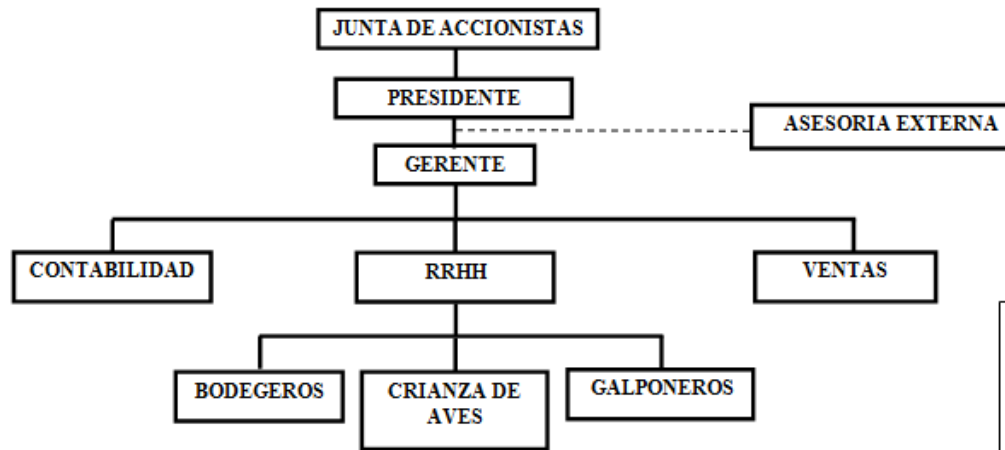 JUNTA DE ACCIONISTAS
PRESIDENTE
ASESORIA EXTERNA
GERENTE
CONTABILIDAD
RRHH
VENTAS
BODEGEROS
CRIANZA DE
AVES
GALPONEROS